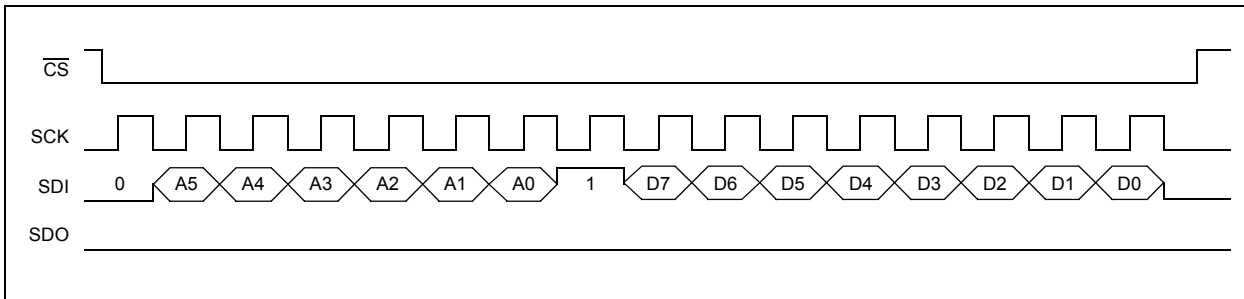 CS
SCK
SDI 0 A5 A4 A3 A2 A1 A0 1 D7 D6 D5 D4 D3 D2 D1 D0
SDO